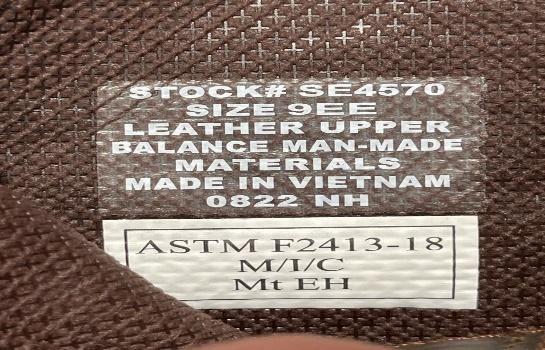 STOCK# SE4570
SIZE 9EE
LEATHER UPPER
BALANCE MAN-MADE
MATERIALS
MADE IN VIETNAM
0822 NH
ASTM F2413-18
M/I/C
Mt EH